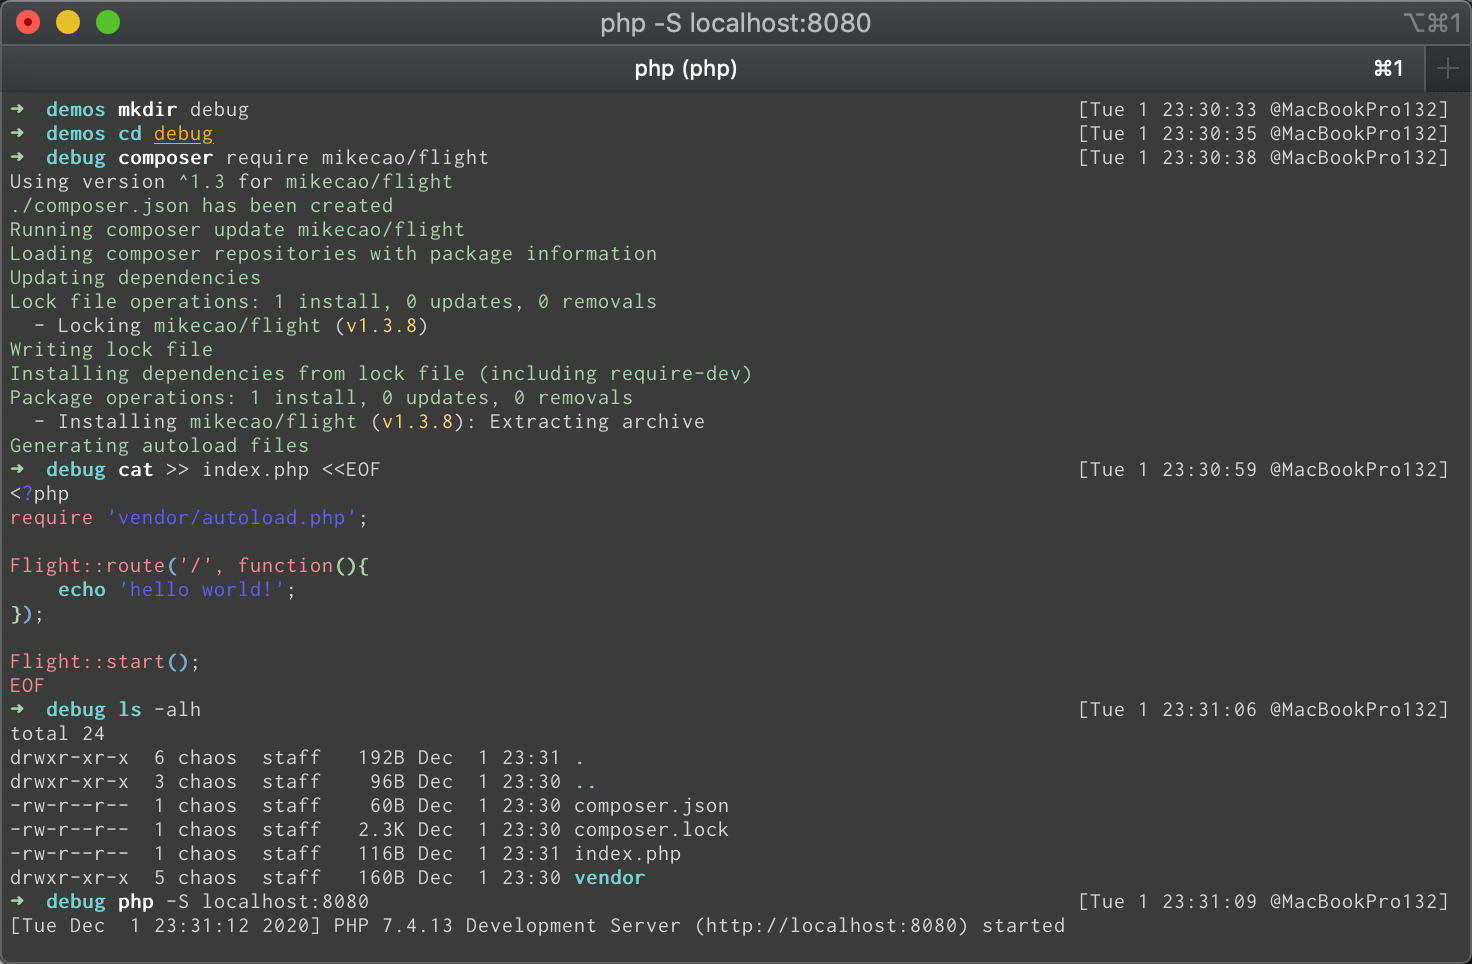 php -S localhost:8080 ⌥⌘1
php (php) ⌘1 +
➜  demos mkdir debug [Tue 1 23:30:33 @MacBookPro132]
➜  demos cd debug [Tue 1 23:30:35 @MacBookPro132]
➜  debug composer require mikecao/flight [Tue 1 23:30:38 @MacBookPro132]
Using version ^1.3 for mikecao/flight
./composer.json has been created
Running composer update mikecao/flight
Loading composer repositories with package information
Updating dependencies
Lock file operations: 1 install, 0 updates, 0 removals
  - Locking mikecao/flight (v1.3.8)
Writing lock file
Installing dependencies from lock file (including require-dev)
Package operations: 1 install, 0 updates, 0 removals
  - Installing mikecao/flight (v1.3.8): Extracting archive
Generating autoload files
➜  debug cat >> index.php <<EOF [Tue 1 23:30:59 @MacBookPro132]
<?php
require 'vendor/autoload.php';
Flight::route('/', function(){
    echo 'hello world!';
});
Flight::start();
EOF
➜  debug ls -alh [Tue 1 23:31:06 @MacBookPro132]
total 24
drwxr-xr-x  6 chaos  staff   192B Dec  1 23:31 .
drwxr-xr-x  3 chaos  staff    96B Dec  1 23:30 ..
-rw-r--r--  1 chaos  staff    60B Dec  1 23:30 composer.json
-rw-r--r--  1 chaos  staff   2.3K Dec  1 23:30 composer.lock
-rw-r--r--  1 chaos  staff   116B Dec  1 23:31 index.php
drwxr-xr-x  5 chaos  staff   160B Dec  1 23:30 vendor
➜  debug php -S localhost:8080 [Tue 1 23:31:09 @MacBookPro132]
[Tue Dec  1 23:31:12 2020] PHP 7.4.13 Development Server (http://localhost:8080) started